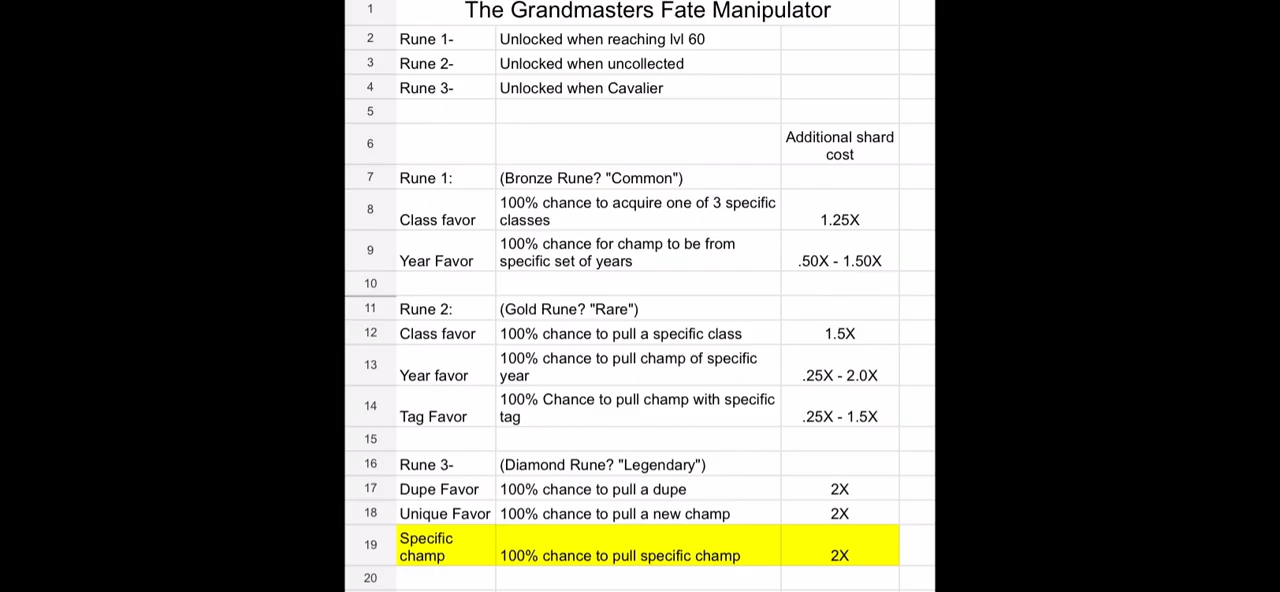 1 The Grandmasters Fate Manipulator
2 Rune 1- Unlocked when reaching lvl 60
3 Rune 2- Unlocked when uncollected
4 Rune 3- Unlocked when Cavalier
5
6 Additional shard
cost
7 Rune 1: (Bronze Rune? "Common")
8 100% chance to acquire one of 3 specific
Class favor classes 1.25X
9 100% chance for champ to be from
Year Favor specific set of years .50X - 1.50X
10
11 Rune 2: (Gold Rune? "Rare")
12 Class favor 100% chance to pull a specific class 1.5X
13 100% chance to pull champ of specific
Year favor year .25X - 2.0X
14 100% Chance to pull champ with specific
Tag Favor tag .25X - 1.5X
15
16 Rune 3- (Diamond Rune? "Legendary")
17 Dupe Favor 100% chance to pull a dupe 2X
18 Unique Favor 100% chance to pull a new champ 2X
19 Specific
champ 100% chance to pull specific champ 2X
20